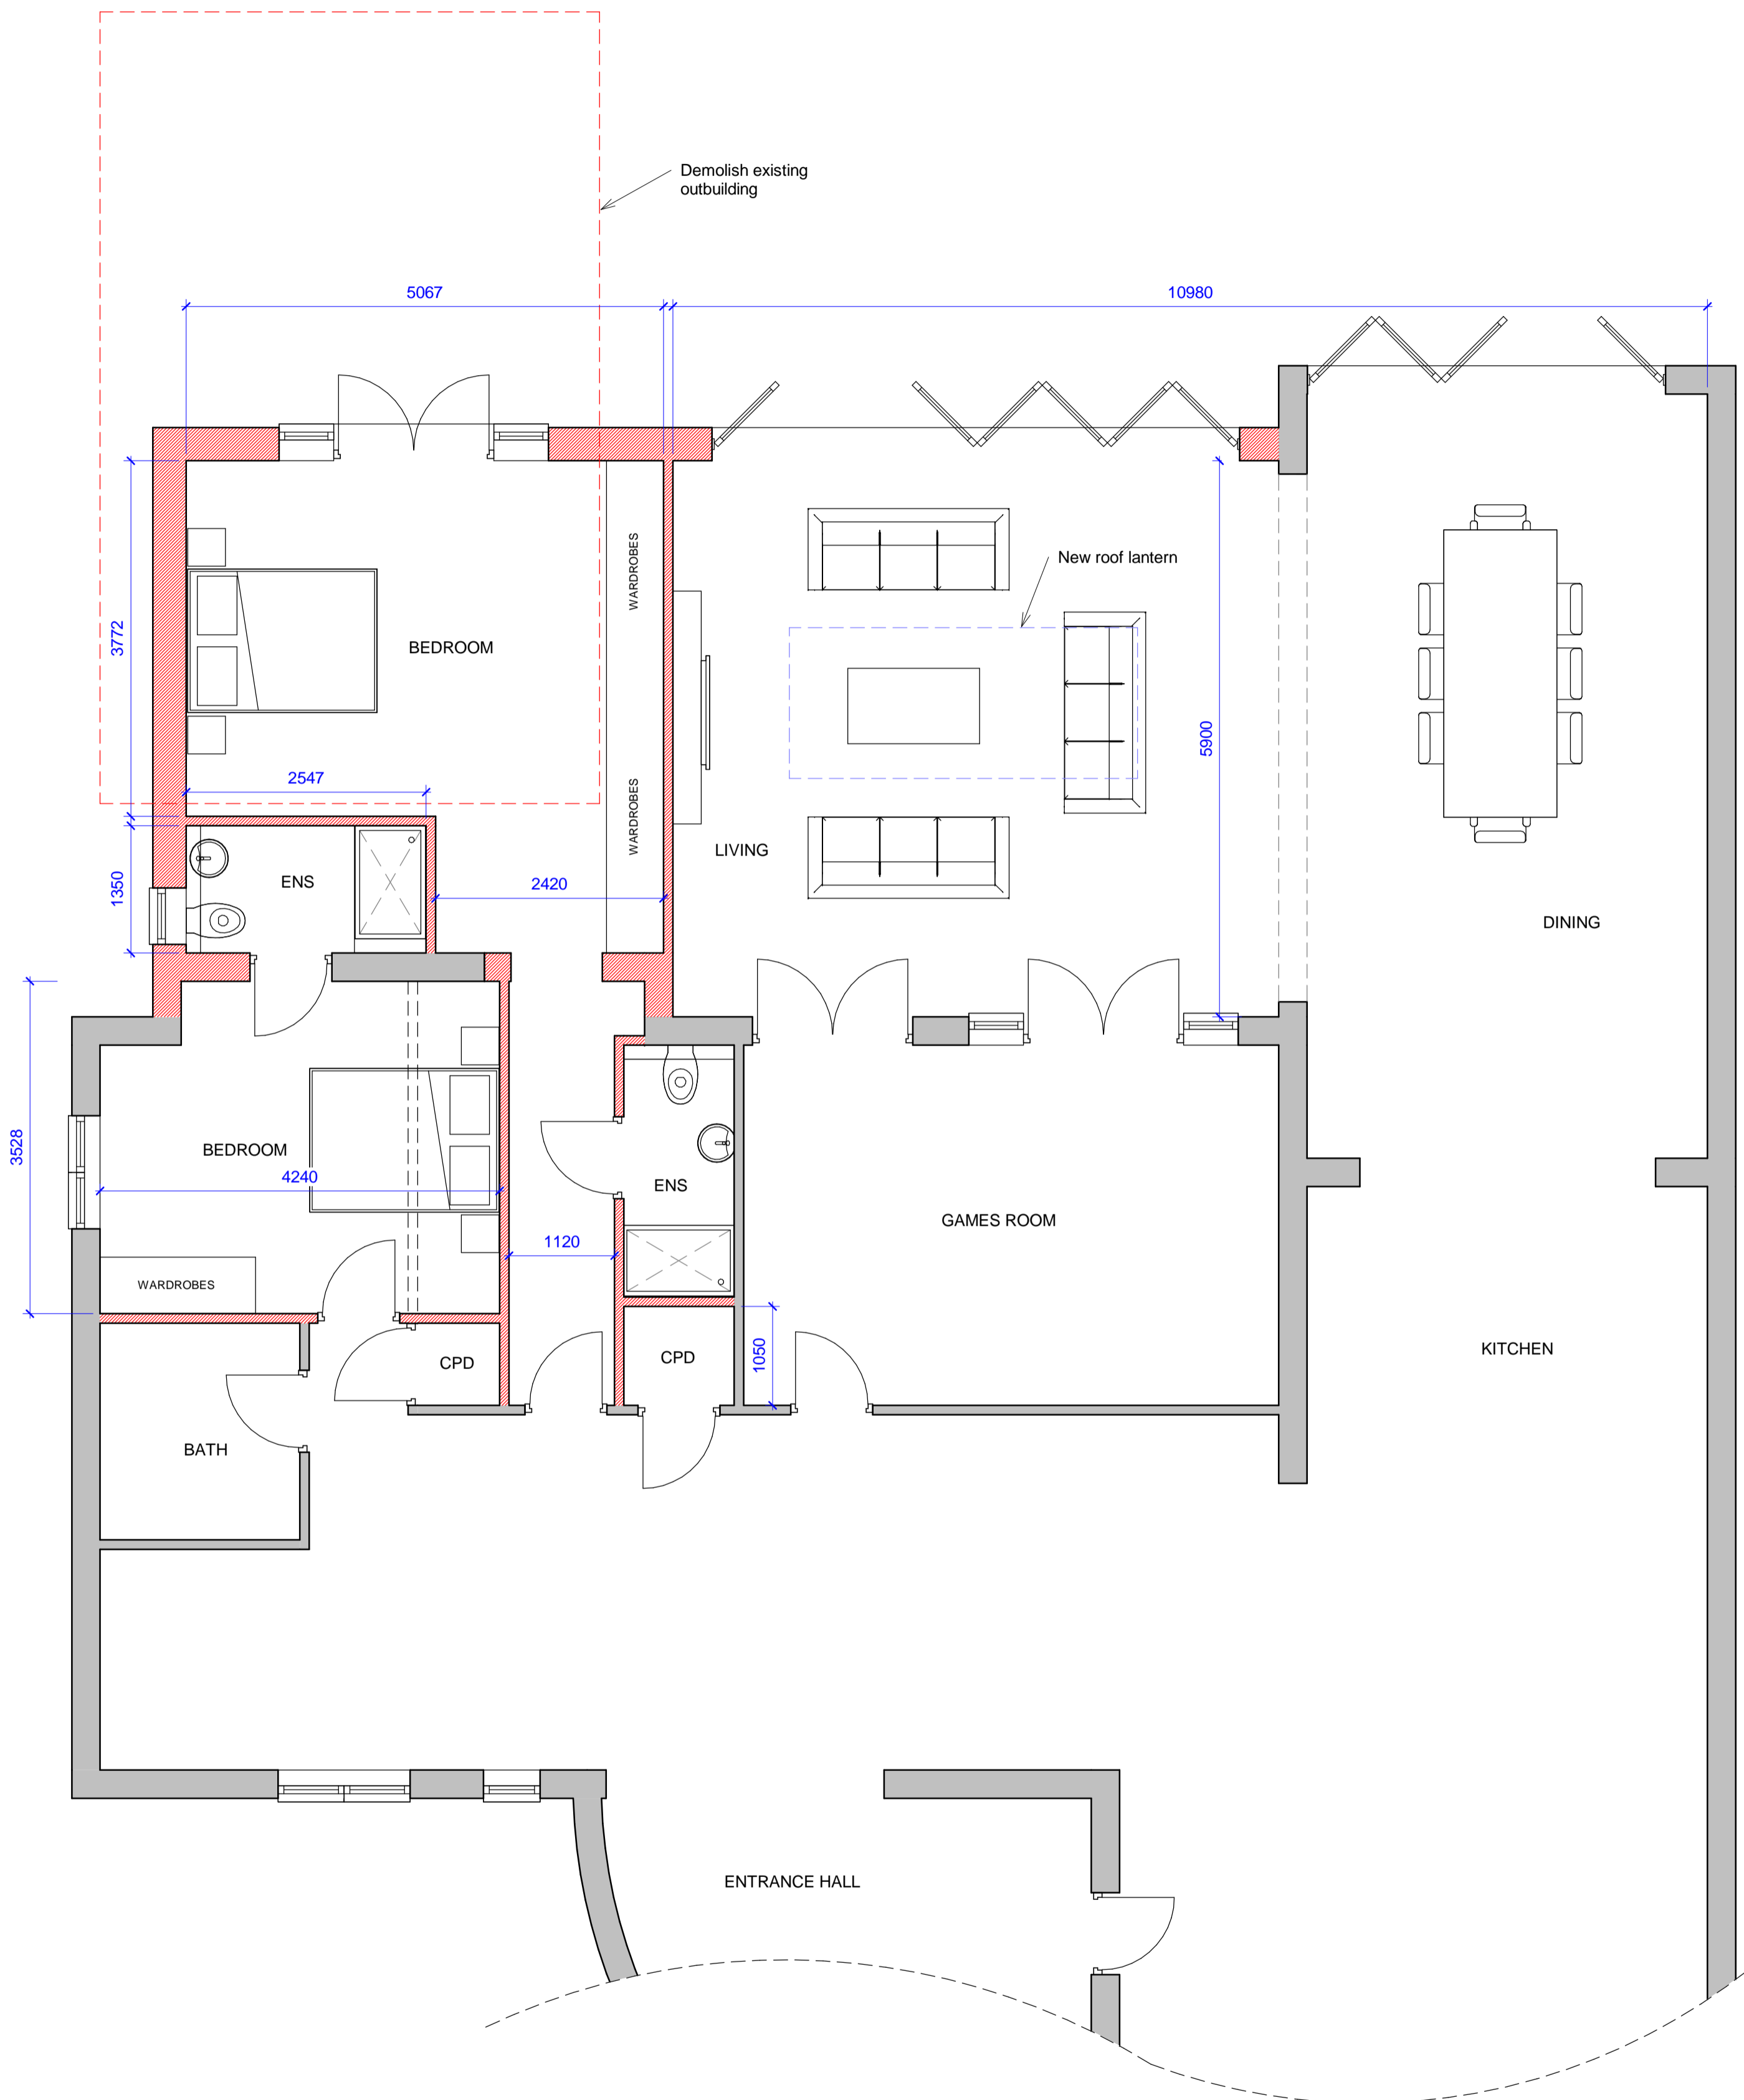 Demolish existing
outbuilding
5067
10980
WARDROBES
New roof lantern
3772
BEDROOM
5900
2547
WARDROBES
LIVING
1350
ENS
2420
DINING
3528
BEDROOM
4240
ENS
GAMES ROOM
1120
WARDROBES
1050
CPD
CPD
KITCHEN
BATH
ENTRANCE HALL